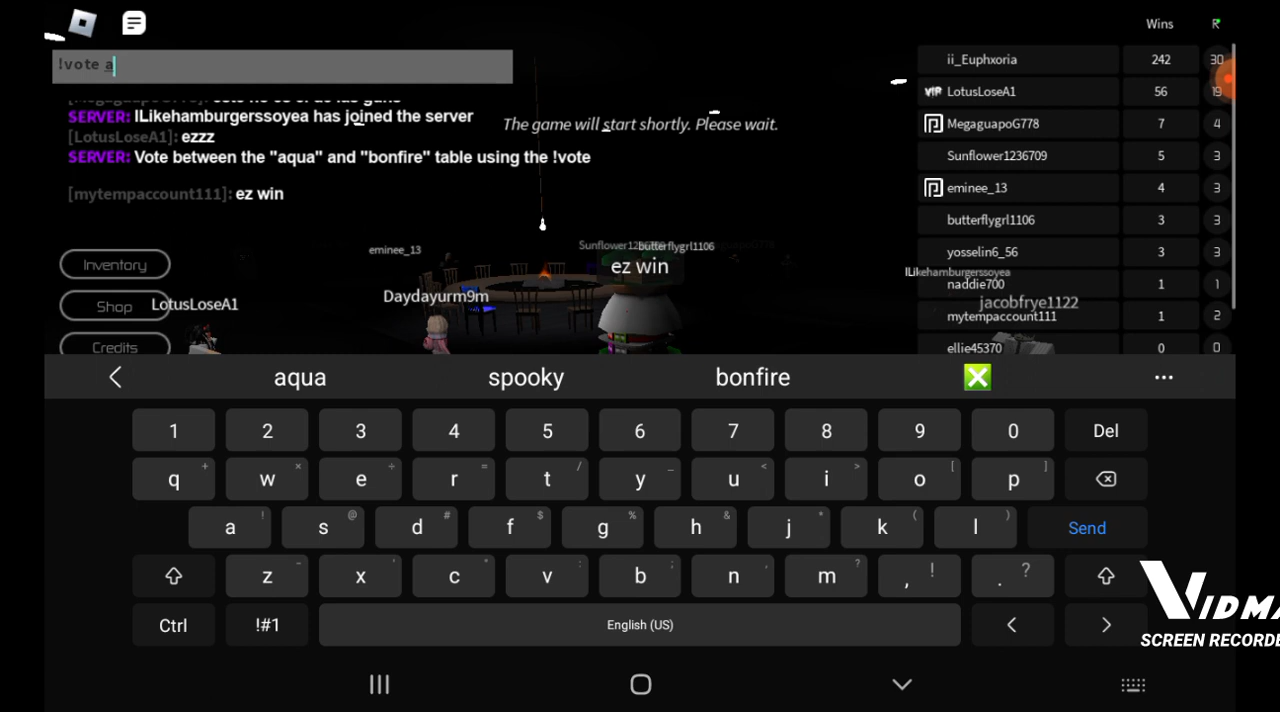 Wins R
!vote a
ii_Euphxoria 242 30
SERVER: lLikehamburgerssoyea has joined the server
VIP LotusLoseA1 56 19
[LotusLoseA1]: ezzz
The game will start shortly. Please wait.
MegaguapoG778 7 4
SERVER: Vote between the "aqua" and "bonfire" table using the !vote
Sunflower1236709 5 3
[mytempaccount111]: ez win
eminee_13 4 3
butterflygrl1106 3 3
eminee_13
butterflygrl1106
yosselin6_56 3 3
Inventory
ez win
lLikehamburgerssoyea
naddie700 1 1
Shop
LotusLoseA1
Daydayurm9m
jacobfrye1122
mytempaccount111 1 2
Credits
ellie45370 0 0
aqua spooky bonfire
1 2 3 4 5 6 7 8 9 0 Del
q + w × e ÷ r = t / y _ u < i > o [ p ]
a ! s @ d # f $ g % h & j * k ( l ) Send
z - x ' c " v : b ; n , m ? , ! . ?
Ctrl !#1 English (US) < >
VIDMA
SCREEN RECORDE